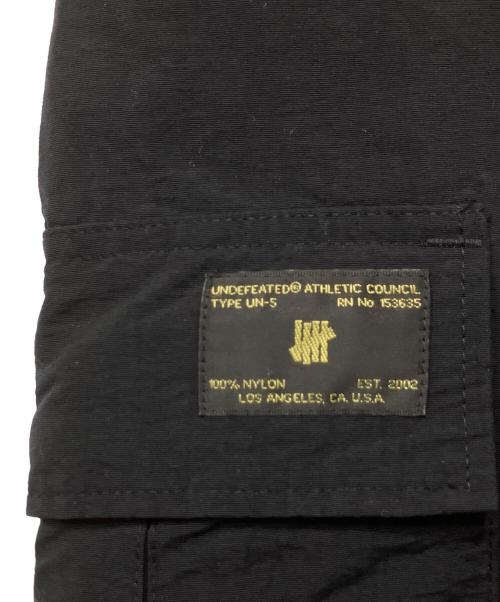 UNDEFEATED® ATHLETIC COUNCIL
TYPE UN-5 RN No 153635
100% NYLON EST. 2002
LOS ANGELES, CA. U.S.A.